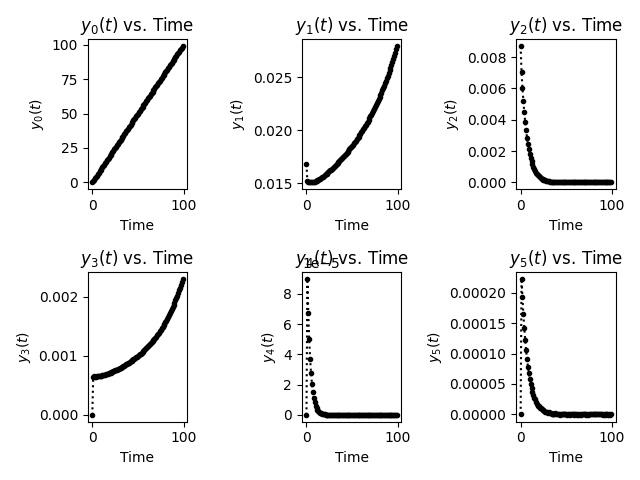 y0(t) vs. Time
y1(t) vs. Time
y2(t) vs. Time
100
75
50
25
0
y0(t)
0 100
Time
0.025
0.020
0.015
y1(t)
0 100
Time
0.008
0.006
0.004
0.002
0.000
y2(t)
0 100
Time
y3(t) vs. Time
y4(t) vs. Time
1e−5
y5(t) vs. Time
0.002
0.001
0.000
y3(t)
0 100
Time
8
6
4
2
0
y4(t)
0 100
Time
0.00020
0.00015
0.00010
0.00005
0.00000
y5(t)
0 100
Time